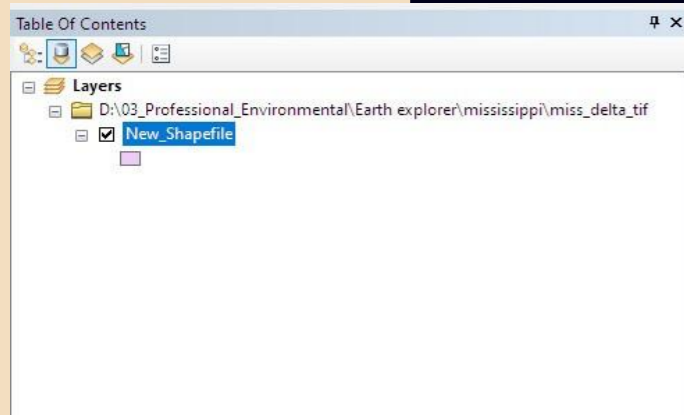 Table Of Contents
Layers
D:\03_Professional_Environmental\Earth explorer\mississippi\miss_delta_tif
New_Shapefile